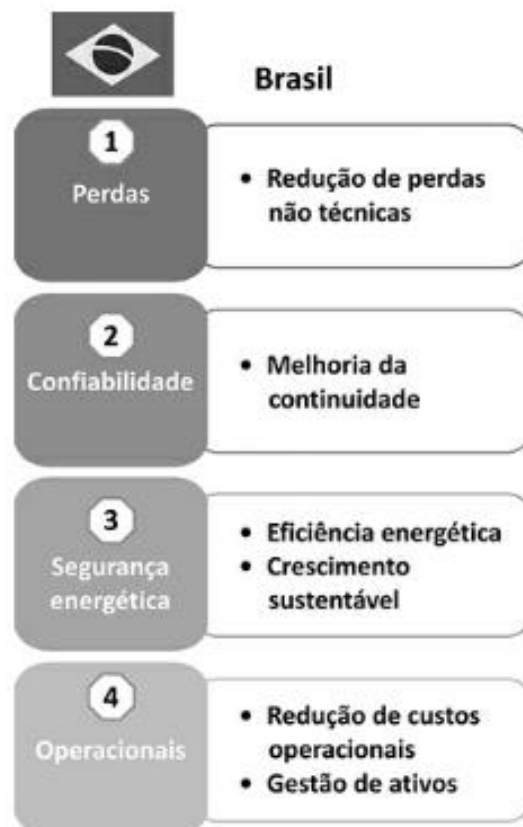 Brasil
1
Perdas
• Redução de perdas
não técnicas
2
Confiabilidade
• Melhoria da
continuidade
3
Segurança
energética
• Eficiência energética
• Crescimento
sustentável
4
Operacionais
• Redução de custos
operacionais
• Gestão de ativos